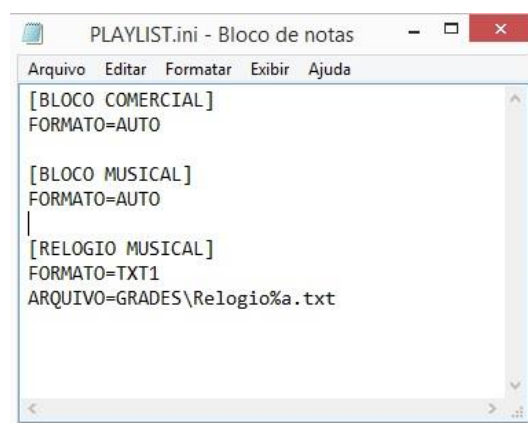 PLAYLIST.ini - Bloco de notas
Arquivo Editar Formatar Exibir Ajuda
[BLOCO COMERCIAL]
FORMATO=AUTO
[BLOCO MUSICAL]
FORMATO=AUTO
[RELOGIO MUSICAL]
FORMATO=TXT1
ARQUIVO=GRADES\Relogio%a.txt